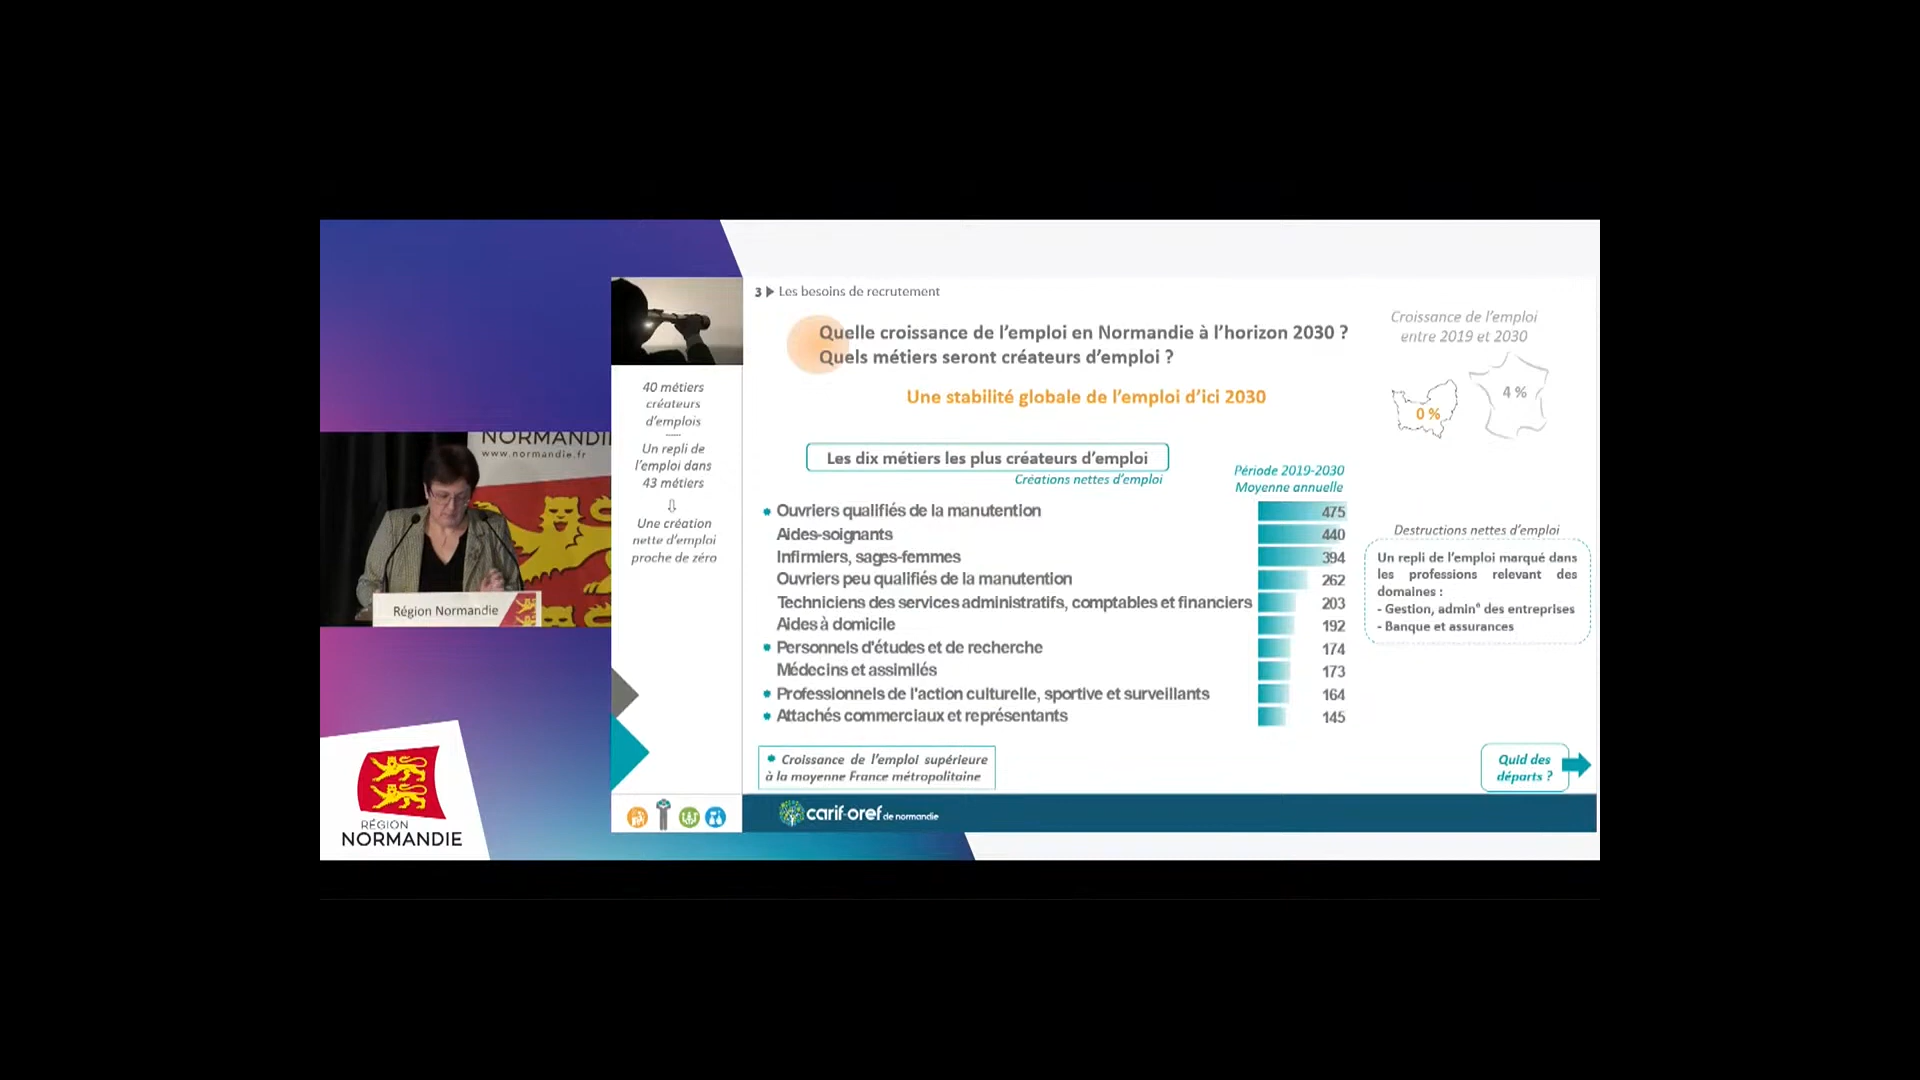 3 ▶ Les besoins de recrutement
Quelle croissance de l'emploi en Normandie à l'horizon 2030 ?
Quels métiers seront créateurs d'emploi ?
Une stabilité globale de l'emploi d'ici 2030
Croissance de l'emploi
entre 2019 et 2030
0 %
4 %
40 métiers
créateurs
d'emplois
Un repli de
l'emploi dans
43 métiers
Une création
nette d'emploi
proche de zéro
Les dix métiers les plus créateurs d'emploi
Créations nettes d'emploi
Période 2019-2030
Moyenne annuelle
Ouvriers qualifiés de la manutention 475
Aides-soignants 440
Infirmiers, sages-femmes 394
Ouvriers peu qualifiés de la manutention 262
Techniciens des services administratifs, comptables et financiers 203
Aides à domicile 192
Personnels d'études et de recherche 174
Médecins et assimilés 173
Professionnels de l'action culturelle, sportive et surveillants 164
Attachés commerciaux et représentants 145
Destructions nettes d'emploi
Un repli de l'emploi marqué dans
les professions relevant des
domaines :
- Gestion, admin° des entreprises
- Banque et assurances
Croissance de l'emploi supérieure
à la moyenne France métropolitaine
Quid des
départs ?
carif-oref de normandie
NORMANDIE
www.normandie.fr
Région Normandie
RÉGION
NORMANDIE